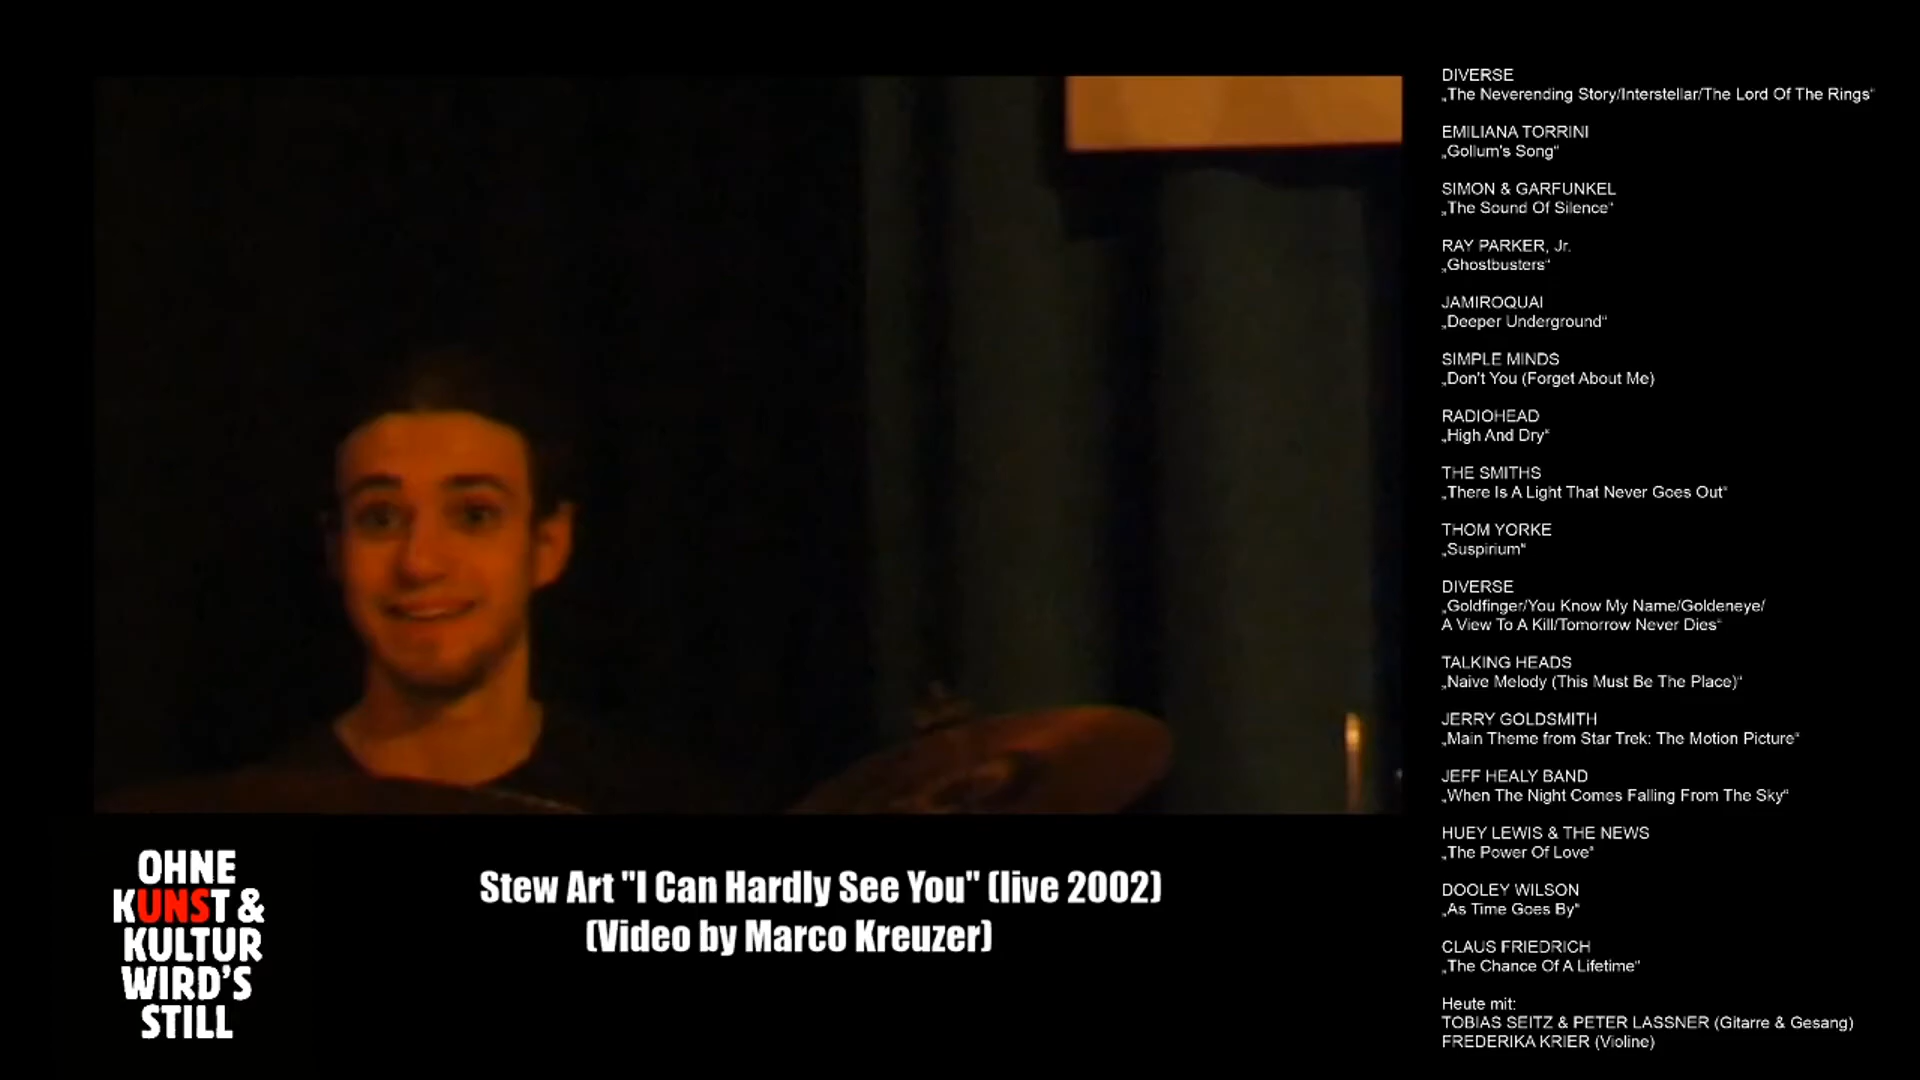 DIVERSE
„The Neverending Story/Interstellar/The Lord Of The Rings“
EMILIANA TORRINI
„Gollum's Song“
SIMON & GARFUNKEL
„The Sound Of Silence“
RAY PARKER, Jr.
„Ghostbusters“
JAMIROQUAI
„Deeper Underground“
SIMPLE MINDS
„Don't You (Forget About Me)
RADIOHEAD
„High And Dry“
THE SMITHS
„There Is A Light That Never Goes Out“
THOM YORKE
„Suspirium“
DIVERSE
„Goldfinger/You Know My Name/Goldeneye/
A View To A Kill/Tomorrow Never Dies“
TALKING HEADS
„Naive Melody (This Must Be The Place)“
JERRY GOLDSMITH
„Main Theme from Star Trek: The Motion Picture“
JEFF HEALY BAND
„When The Night Comes Falling From The Sky“
HUEY LEWIS & THE NEWS
„The Power Of Love“
DOOLEY WILSON
„As Time Goes By“
CLAUS FRIEDRICH
„The Chance Of A Lifetime“
Heute mit:
TOBIAS SEITZ & PETER LASSNER (Gitarre & Gesang)
FREDERIKA KRIER (Violine)
OHNE
KUNST &
KULTUR
WIRD'S
STILL
Stew Art "I Can Hardly See You" (live 2002)
(Video by Marco Kreuzer)